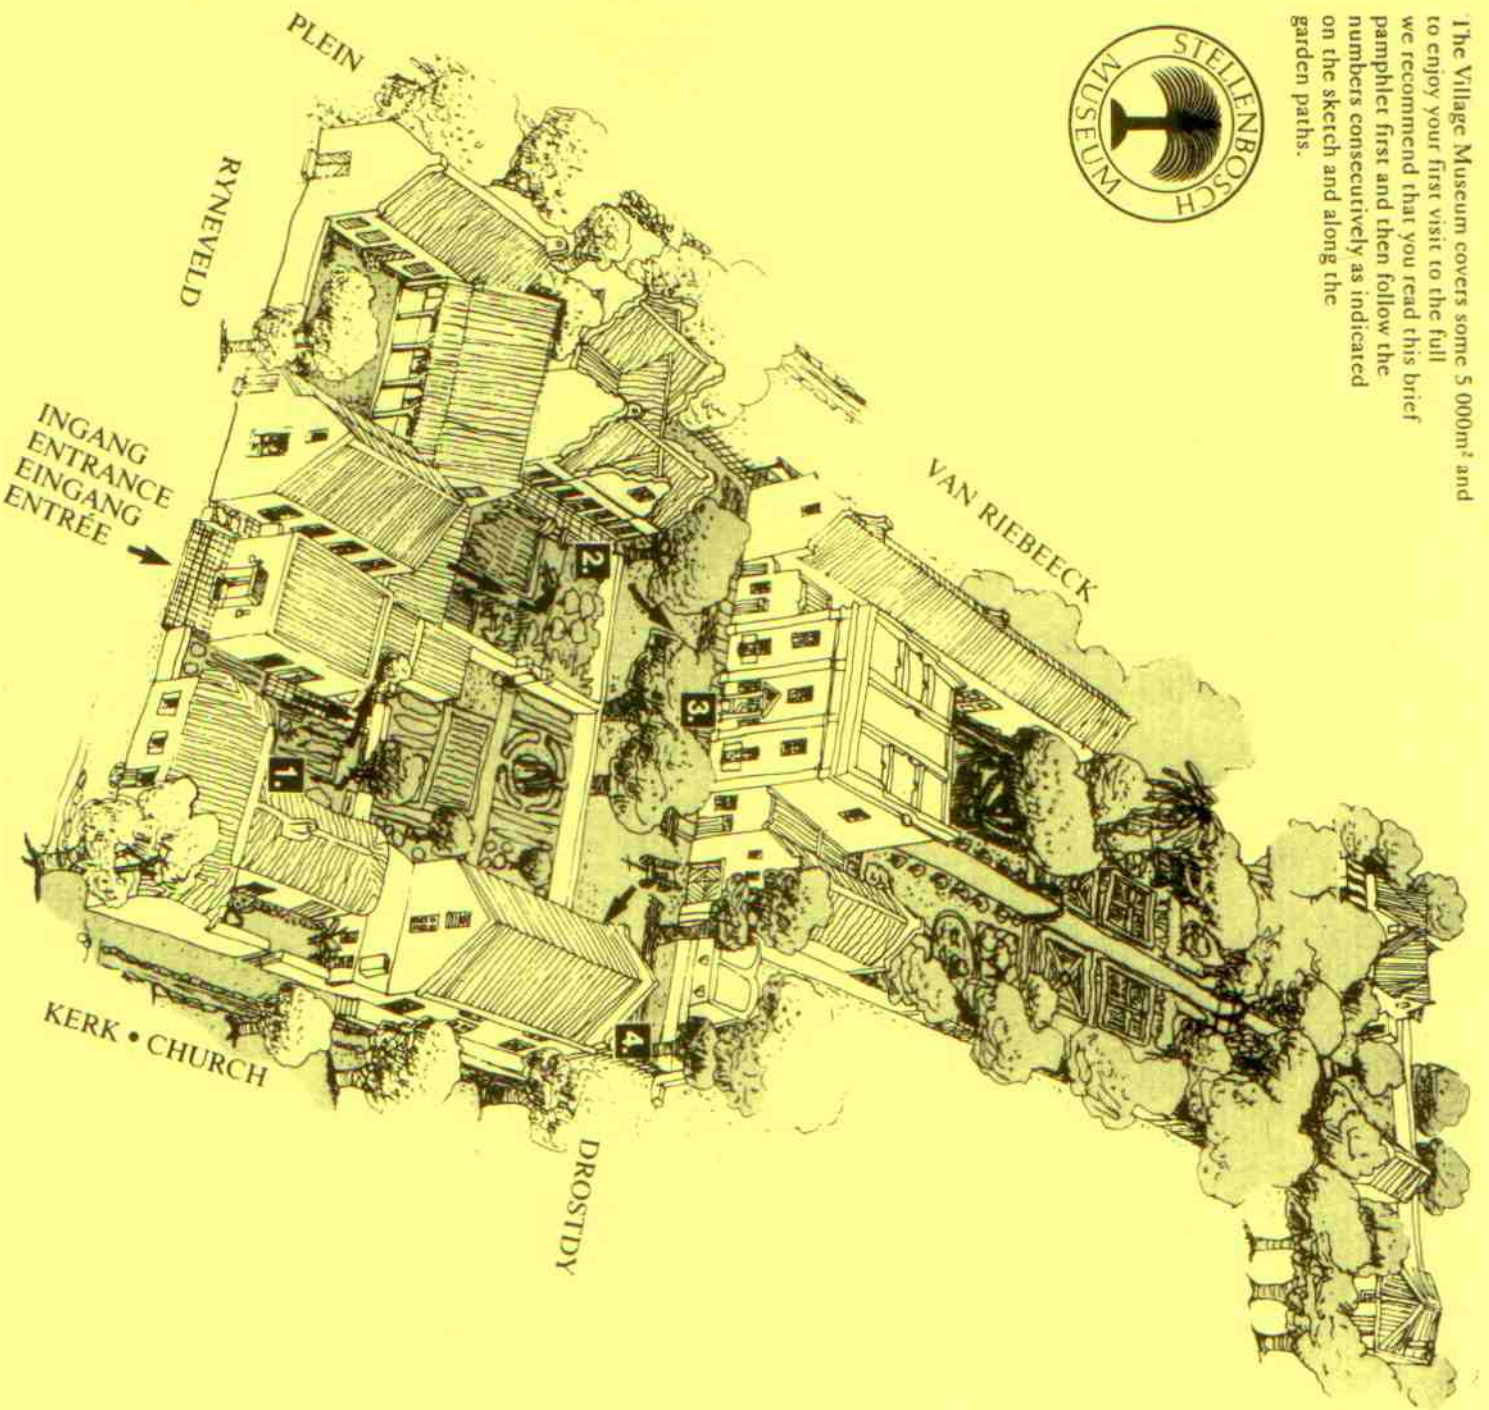 The Village Museum covers some 5 000m² and
to enjoy your first visit to the full
we recommend that you read this brief
pamphlet first and then follow the
numbers consecutively as indicated
on the sketch and along the
garden paths.
STELLENBOSCH
MUSEUM
PLEIN
RYNEVELD
INGANG
ENTRANCE
EINGANG
ENTRÉE
VAN RIEBEECK
1.
2.
3.
4.
KERK • CHURCH
DROSTDY